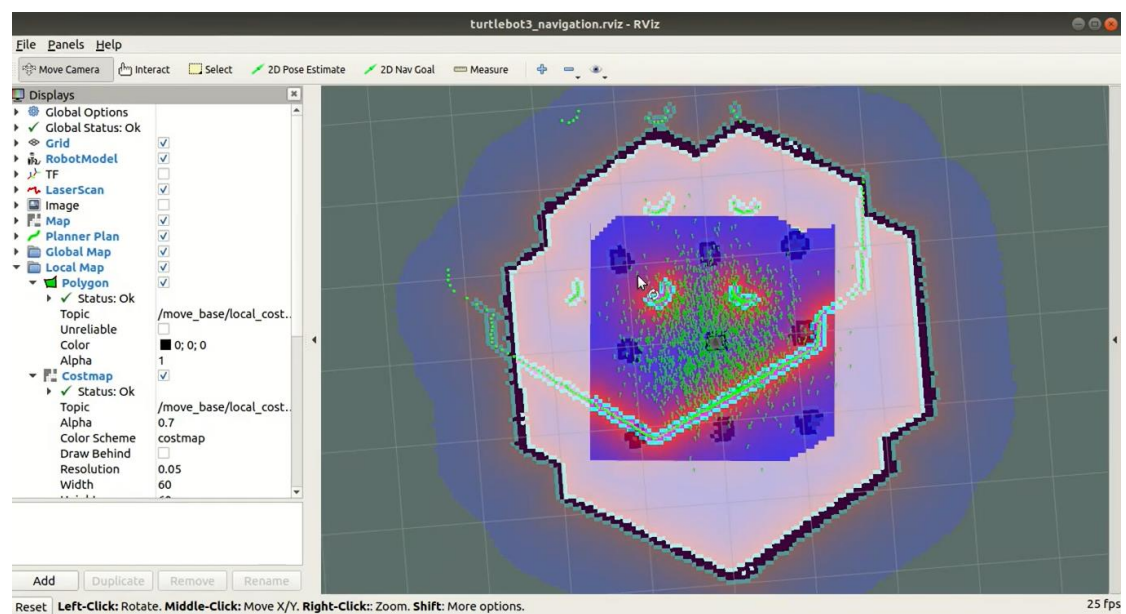 turtlebot3_navigation.rviz - RViz
File Panels Help
Move Camera Interact Select 2D Pose Estimate 2D Nav Goal Measure
Displays
Global Options
Global Status: Ok
Grid
RobotModel
TF
LaserScan
Image
Map
Planner Plan
Global Map
Local Map
Polygon
Status: Ok
Topic /move_base/local_cost..
Unreliable
Color 0; 0; 0
Alpha 1
Costmap
Status: Ok
Topic /move_base/local_cost..
Alpha 0.7
Color Scheme costmap
Draw Behind
Resolution 0.05
Width 60
Add Duplicate Remove Rename
Reset Left-Click: Rotate. Middle-Click: Move X/Y. Right-Click:: Zoom. Shift: More options. 25 fps